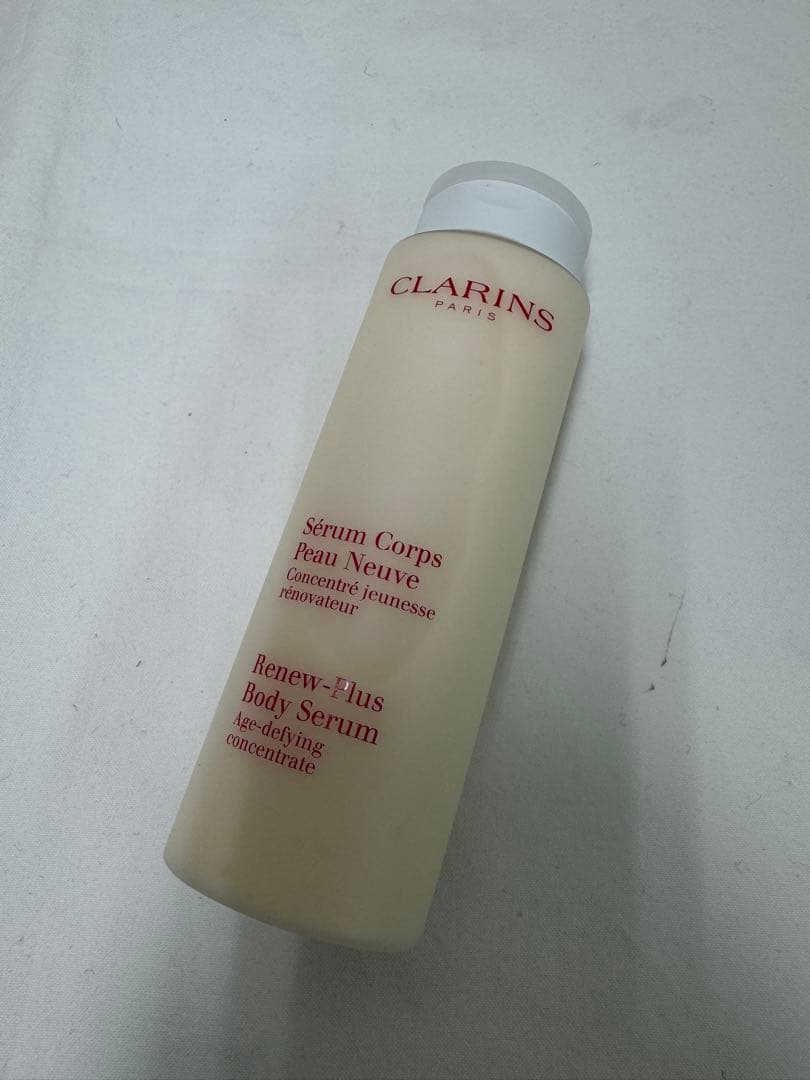 CLARINS
PARIS
Sérum Corps
Peau Neuve
Concentré jeunesse
rénovateur
Renew-Plus
Body Serum
Age-defying
concentrate